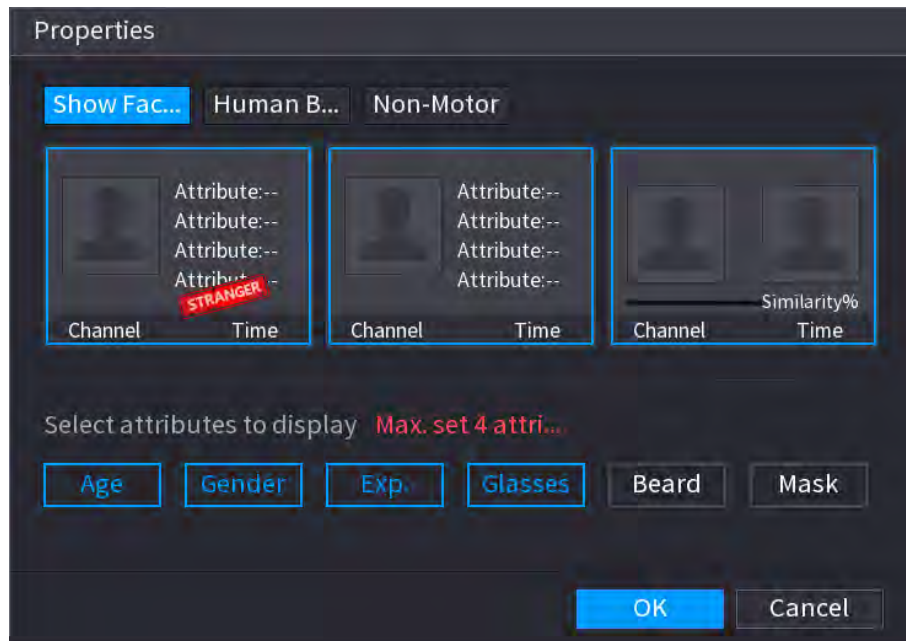 Properties
Show Fac... Human B... Non-Motor
Attribute:-- Attribute:--
Attribute:-- Attribute:--
Attribute:-- Attribute:--
Attribute:--
STRANGER
Similarity%
Channel Time Channel Time Channel Time
Select attributes to display Max. set 4 attri...
Age Gender Exp. Glasses Beard Mask
OK Cancel